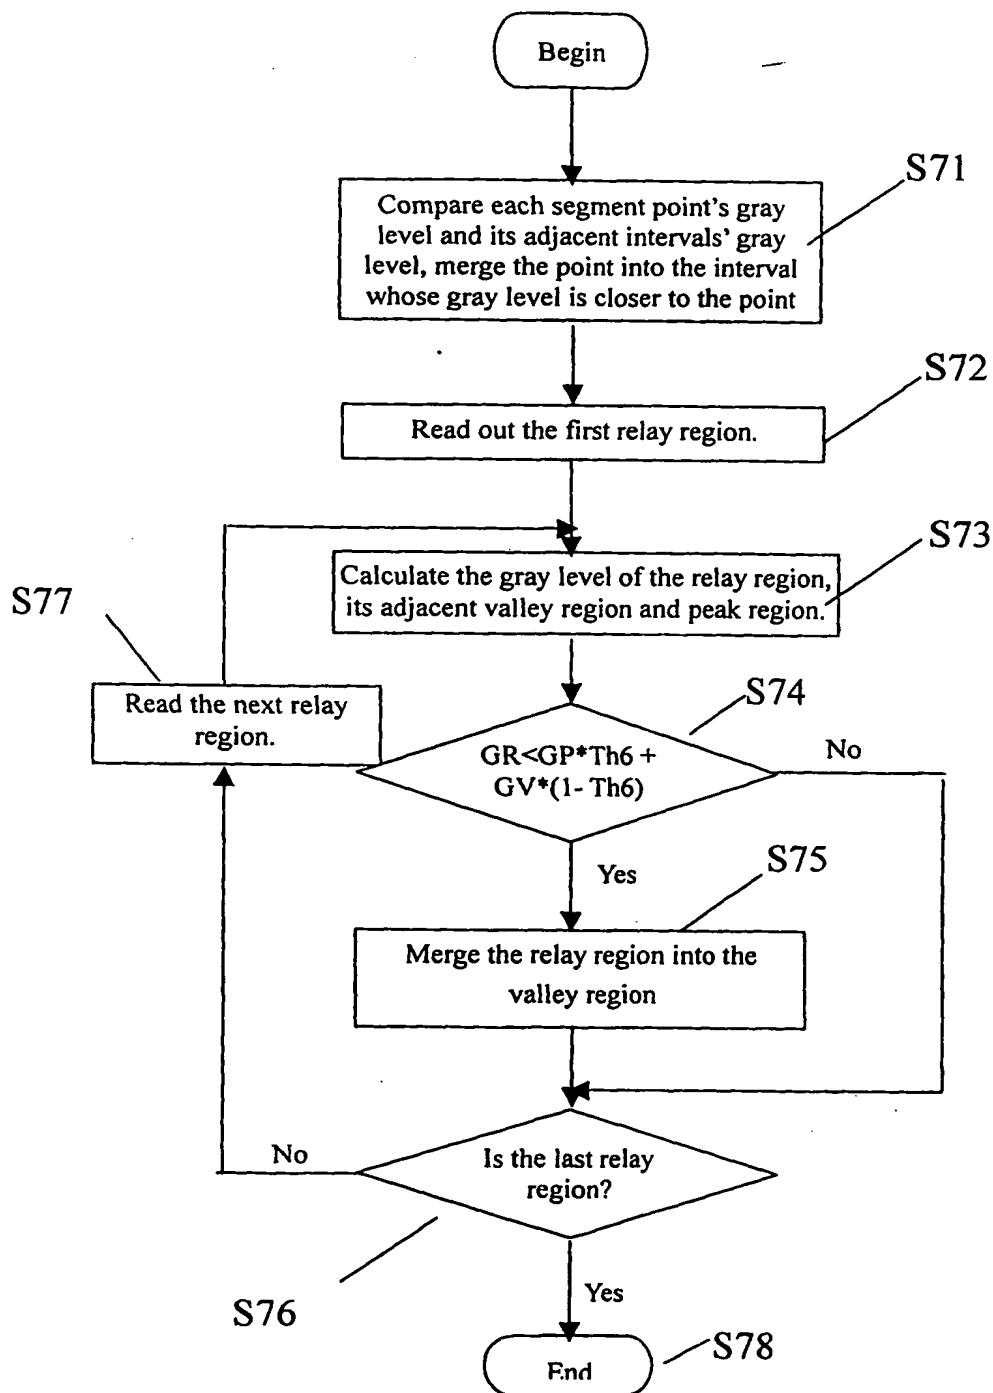 Begin
S71
Compare each segment point's gray
level and its adjacent intervals' gray
level, merge the point into the interval
whose gray level is closer to the point
S72
Read out the first relay region.
S73
Calculate the gray level of the relay region,
its adjacent valley region and peak region.
S77
Read the next relay
region.
S74
GR<GP*Th6 +
GV*(1- Th6)
No
Yes
S75
Merge the relay region into the
valley region
No
Is the last relay
region?
S76
Yes
S78
End